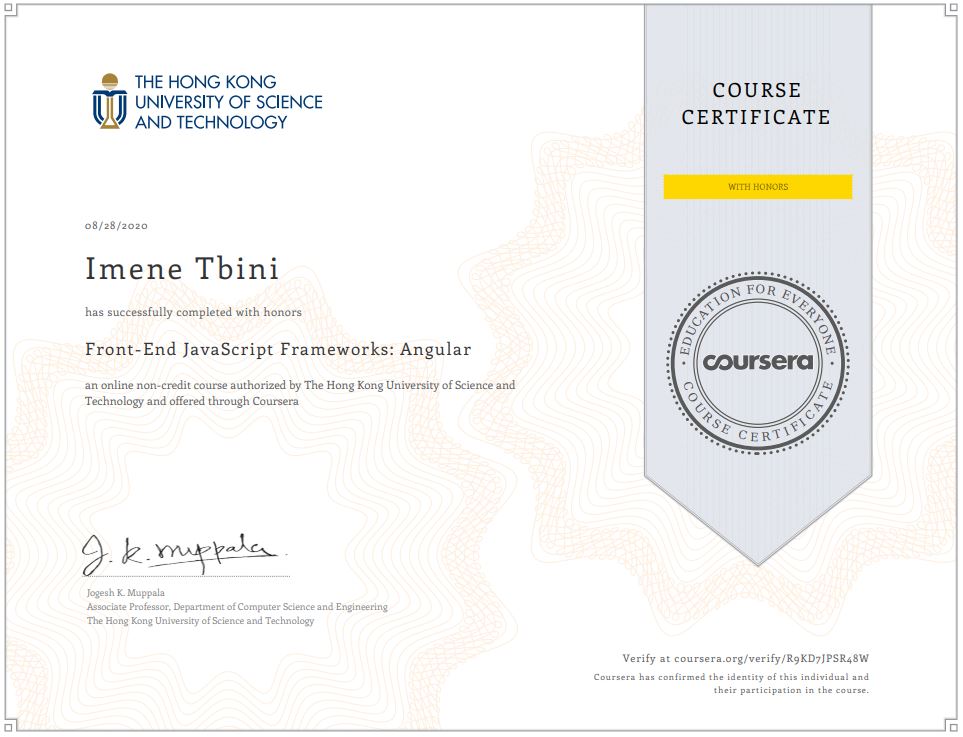 THE HONG KONG
UNIVERSITY OF SCIENCE
AND TECHNOLOGY
COURSE
CERTIFICATE
WITH HONORS
08/28/2020
Imene Tbini
has successfully completed with honors
Front-End JavaScript Frameworks: Angular
an online non-credit course authorized by The Hong Kong University of Science and
Technology and offered through Coursera
EDUCATION FOR EVERYONE
coursera
COURSE CERTIFICATE
J. K. Muppala
Jogesh K. Muppala
Associate Professor, Department of Computer Science and Engineering
The Hong Kong University of Science and Technology
Verify at coursera.org/verify/R9KD7JPSR48W
Coursera has confirmed the identity of this individual and
their participation in the course.